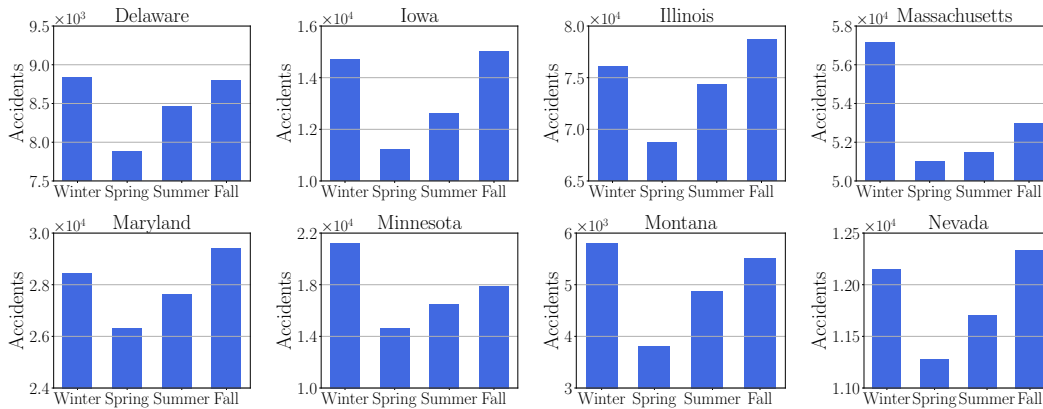 Delaware
×10³
9.5
9.0
8.5
8.0
7.5
Accidents
Winter Spring Summer Fall
Iowa
×10⁴
1.6
1.4
1.2
1.0
Accidents
Winter Spring Summer Fall
Illinois
×10⁴
8.0
7.5
7.0
6.5
Accidents
Winter Spring Summer Fall
Massachusetts
×10⁴
5.8
5.6
5.4
5.2
5.0
Accidents
Winter Spring Summer Fall
Maryland
×10⁴
3.0
2.8
2.6
2.4
Accidents
Winter Spring Summer Fall
Minnesota
×10⁴
2.2
1.8
1.4
1.0
Accidents
Winter Spring Summer Fall
Montana
×10³
6
5
4
3
Accidents
Winter Spring Summer Fall
Nevada
×10⁴
1.25
1.20
1.15
1.10
Accidents
Winter Spring Summer Fall